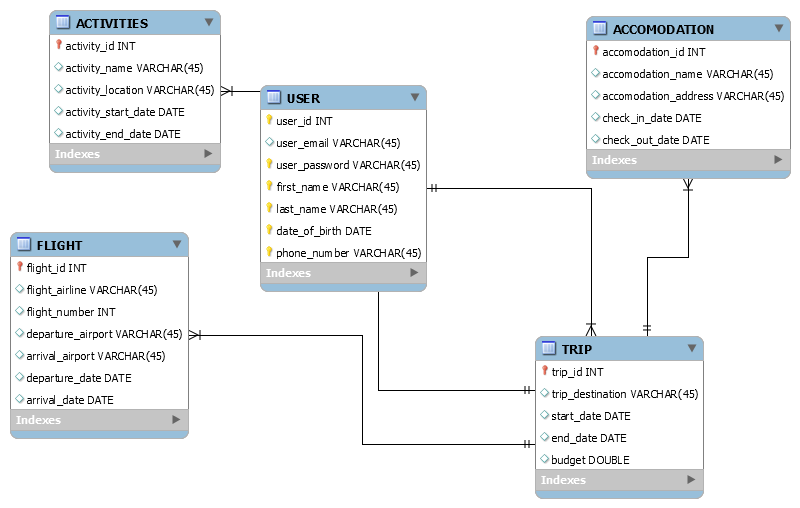 ACTIVITIES
activity_id INT
activity_name VARCHAR(45)
activity_location VARCHAR(45)
activity_start_date DATE
activity_end_date DATE
Indexes
USER
user_id INT
user_email VARCHAR(45)
user_password VARCHAR(45)
first_name VARCHAR(45)
last_name VARCHAR(45)
date_of_birth DATE
phone_number VARCHAR(45)
Indexes
ACCOMODATION
accomodation_id INT
accomodation_name VARCHAR(45)
accomodation_address VARCHAR(45)
check_in_date DATE
check_out_date DATE
Indexes
FLIGHT
flight_id INT
flight_airline VARCHAR(45)
flight_number INT
departure_airport VARCHAR(45)
arrival_airport VARCHAR(45)
departure_date DATE
arrival_date DATE
Indexes
TRIP
trip_id INT
trip_destination VARCHAR(45)
start_date DATE
end_date DATE
budget DOUBLE
Indexes